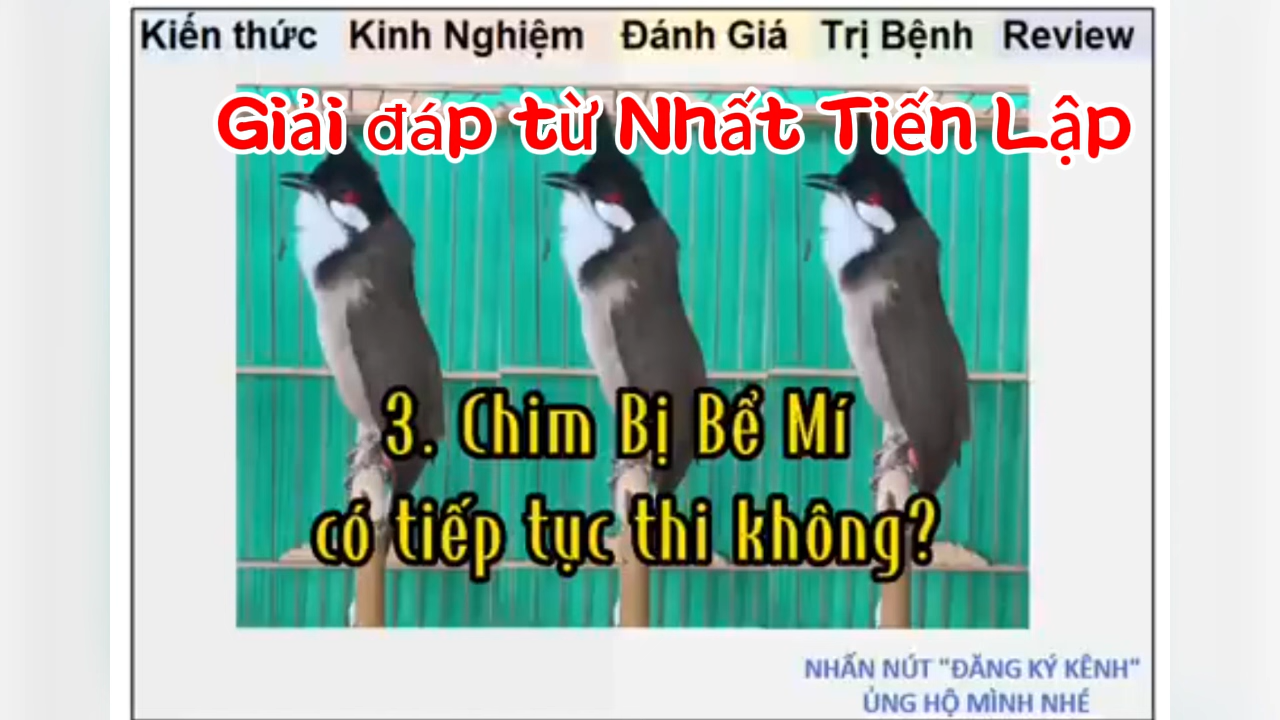 Kiến thức Kinh Nghiệm Đánh Giá Trị Bệnh Review
Giải đáp từ Nhất Tiến Lập
3. Chim Bị Bể Mí
có tiếp tục thi không?
NHẤN NÚT "ĐĂNG KÝ KÊNH"
ỦNG HỘ MÌNH NHÉ